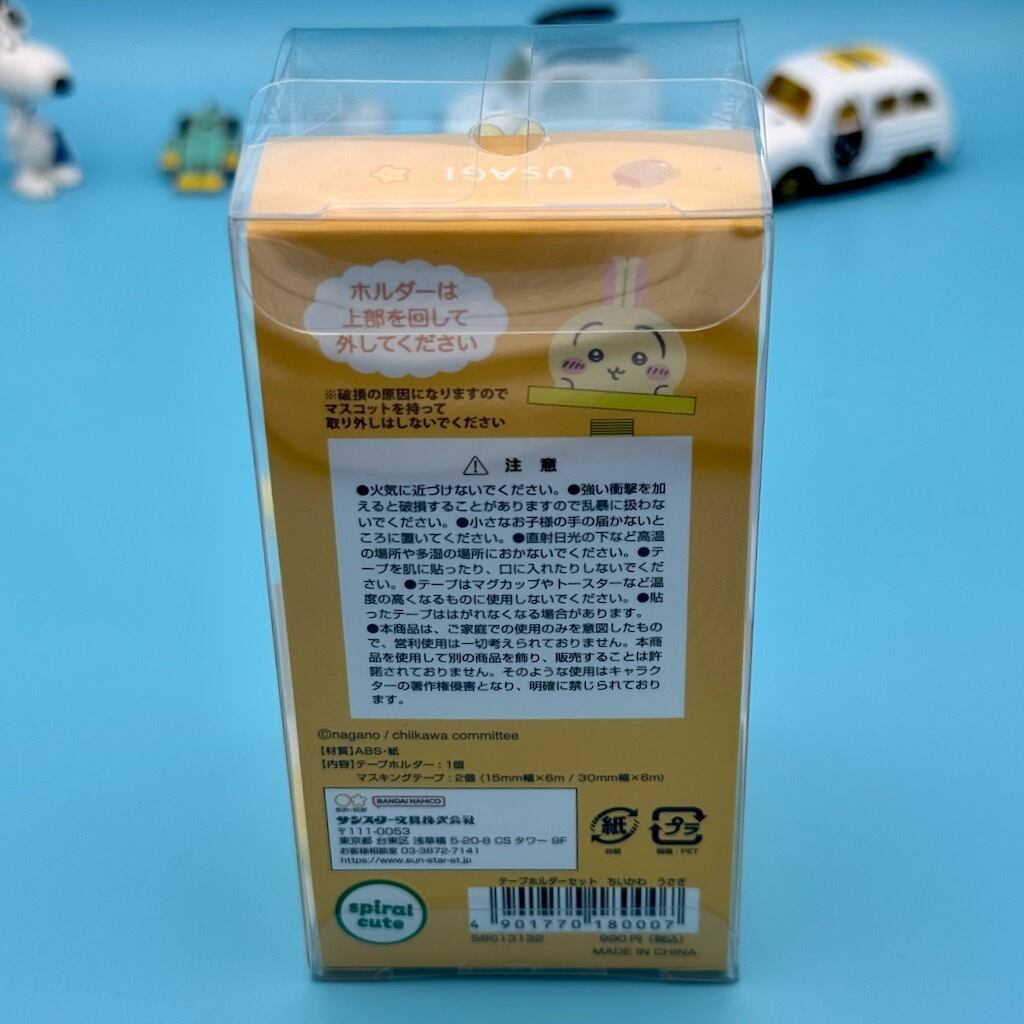 USAGI
ホルダーは
上部を回して
外してください
※破損の原因になりますので
マスコットを持って
取り外しはしないでください
⚠ 注 意
●火気に近づけないでください。●強い衝撃を加
えると破損することがありますので乱暴に扱わな
いでください。●小さなお子様の手の届かないと
ころに置いてください。●直射日光の下など高温
の場所や多湿の場所におかないでください。●テ
ープを肌に貼ったり、口に入れたりしないでくだ
さい。●テープはマグカップやトースターなど温
度の高くなるものに使用しないでください。●貼
ったテープははがれなくなる場合があります。
●本商品は、ご家庭での使用のみを意図したもの
で、営利使用は一切考えられておりません。本商
品を使用して別の商品を飾り、販売することは許
諾されておりません。そのような使用はキャラク
ターの著作権侵害となり、明確に禁じられており
ます。
©nagano / chiikawa committee
【材質】ABS・紙
【内容】テープホルダー：1個
マスキングテープ：2個 (15mm幅×6m / 30mm幅×6m)
sun-star BANDAI NAMCO
サンスター文具株式会社
〒111-0053
東京都 台東区 浅草橋 5-20-8 CS タワー 9F
お客様相談室 03-3872-7141
https://www.sun-star-st.jp
紙
台紙
プラ
個箱：PET
spiral
cute
テープホルダーセット ちいかわ うさぎ
4 901770 180007
S8613132 990円（税込）
MADE IN CHINA